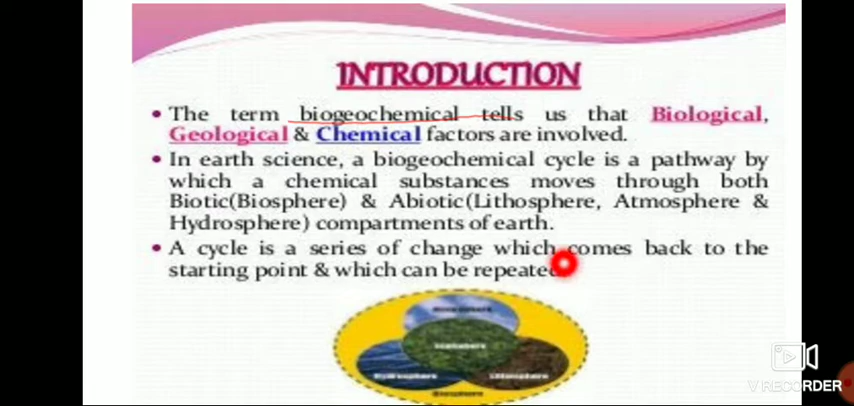 INTRODUCTION
• The term biogeochemical tells us that Biological,
Geological & Chemical factors are involved.
• In earth science, a biogeochemical cycle is a pathway by
which a chemical substances moves through both
Biotic(Biosphere) & Abiotic(Lithosphere, Atmosphere &
Hydrosphere) compartments of earth.
• A cycle is a series of change which comes back to the
starting point & which can be repeated
Hydrosphere
Lithosphere
Biosphere
V RECORDER